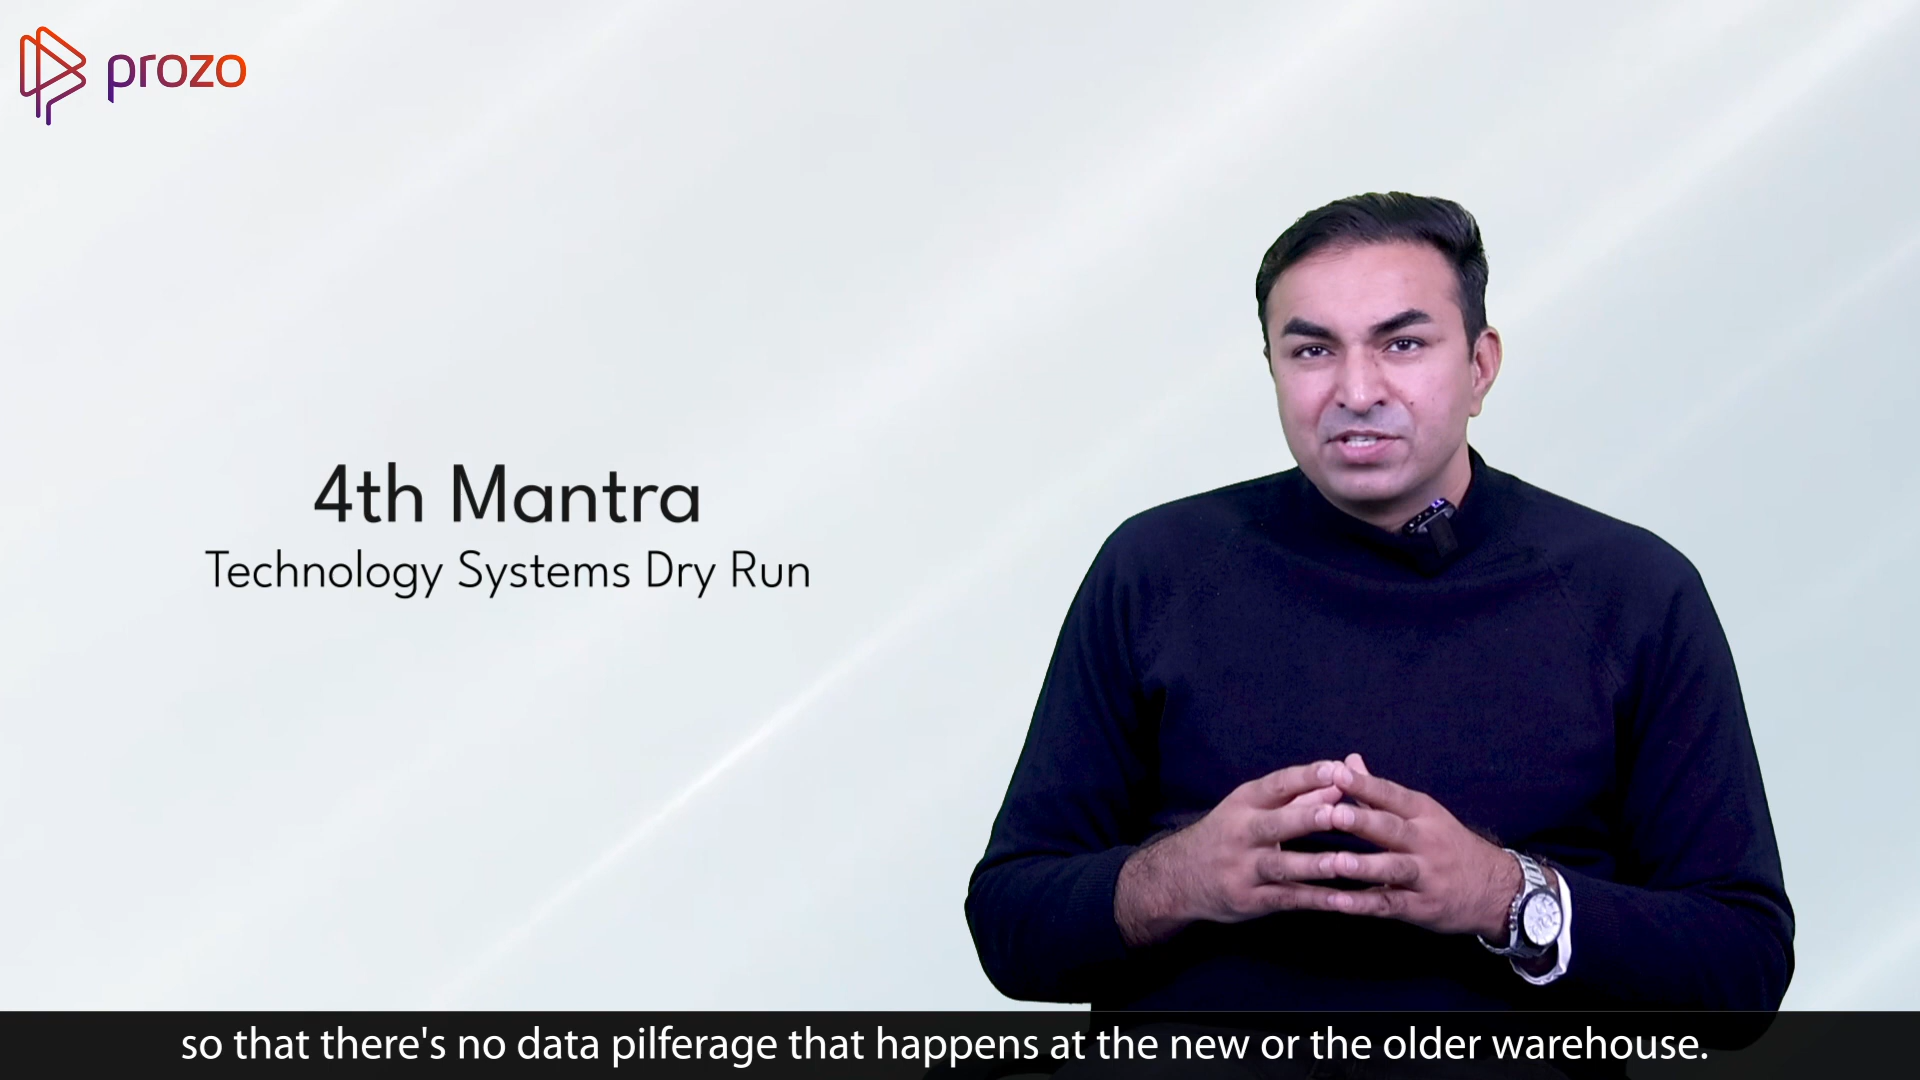 prozo
4th Mantra
Technology Systems Dry Run
so that there's no data pilferage that happens at the new or the older warehouse.